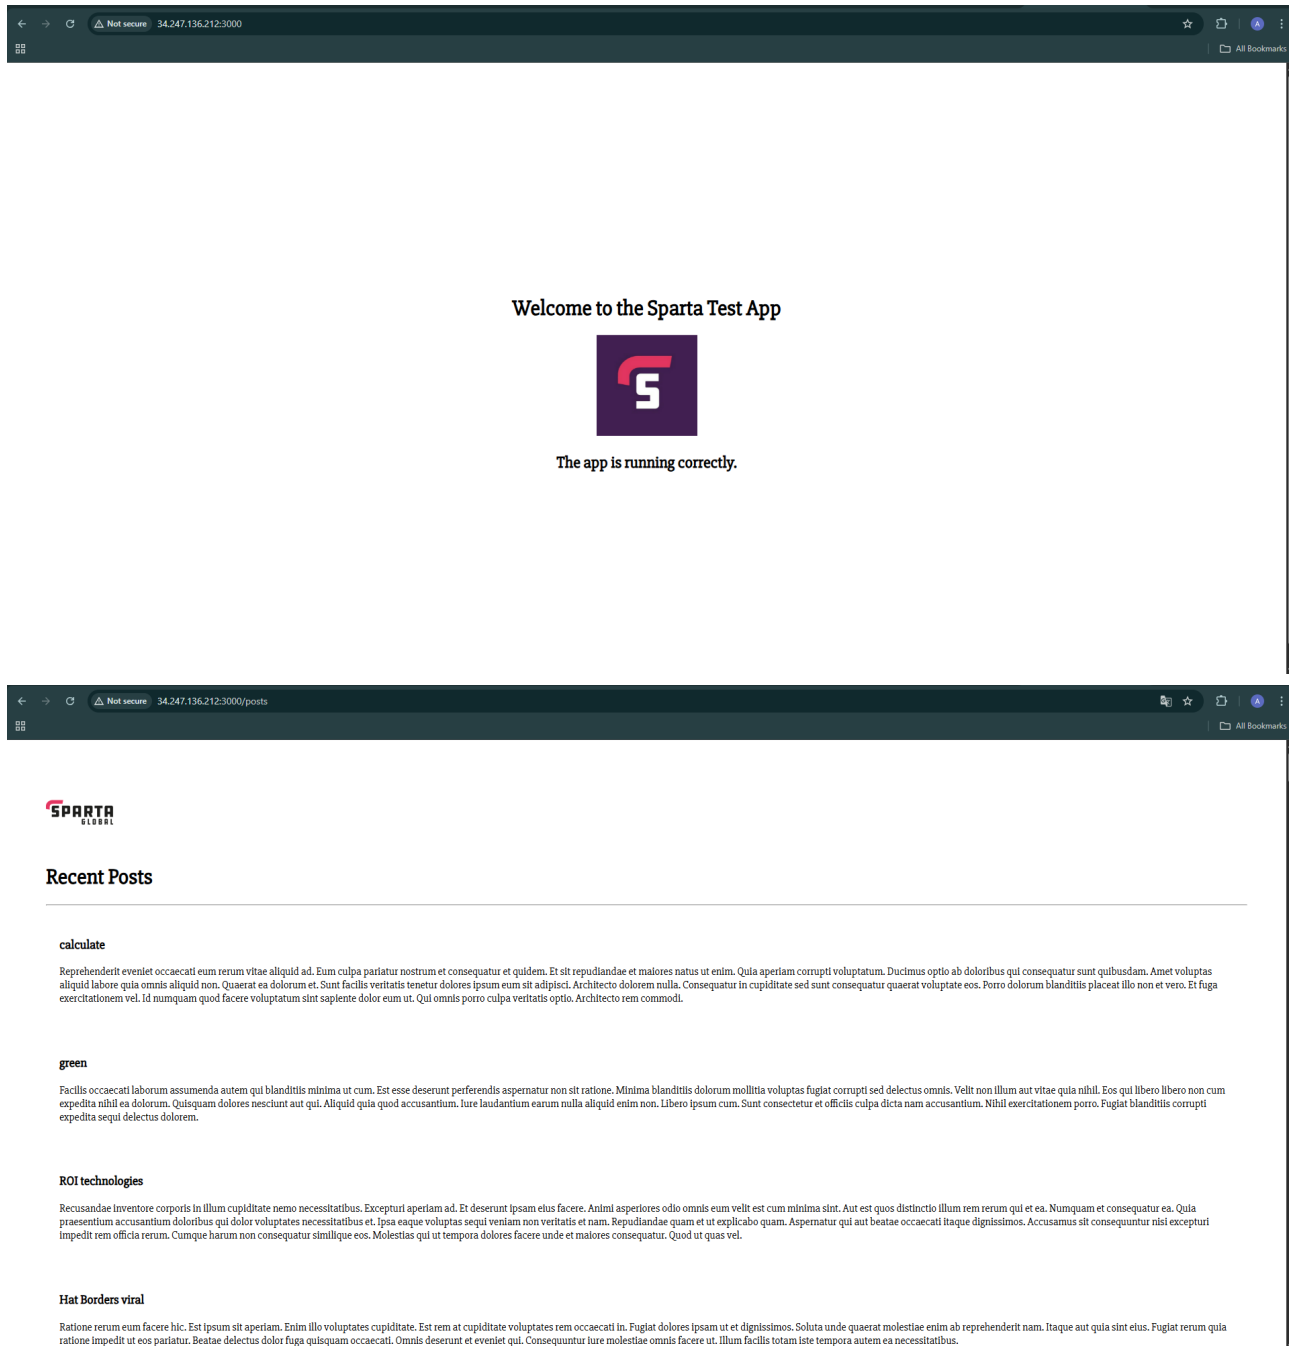 Not secure 34.247.136.212:3000
A
All Bookmarks
Welcome to the Sparta Test App
S
The app is running correctly.
Not secure 34.247.136.212:3000/posts
A
All Bookmarks
SPARTA
GLOBAL
Recent Posts
calculate
Reprehenderit eveniet occaecati eum rerum vitae aliquid ad. Eum culpa pariatur nostrum et consequatur et quidem. Et sit repudiandae et maiores natus ut enim. Quia aperiam corrupti voluptatum. Ducimus optio ab doloribus qui consequatur sunt quibusdam. Amet voluptas
aliquid labore quia omnis aliquid non. Quaerat ea dolorum et. Sunt facilis veritatis tenetur dolores ipsum eum sit adipisci. Architecto dolorem nulla. Consequatur in cupiditate sed sunt consequatur quaerat voluptate eos. Porro dolorum blanditiis placeat illo non et vero. Et fuga
exercitationem vel. Id numquam quod facere voluptatum sint sapiente dolor eum ut. Qui omnis porro culpa veritatis optio. Architecto rem commodi.
green
Facilis occaecati laborum assumenda autem qui blanditiis minima ut cum. Est esse deserunt perferendis aspernatur non sit ratione. Minima blanditiis dolorum mollitia voluptas fugiat corrupti sed delectus omnis. Velit non illum aut vitae quia nihil. Eos qui libero libero non cum
expedita nihil ea dolorum. Quisquam dolores nesciunt aut qui. Aliquid quia quod accusantium. Iure laudantium earum nulla aliquid enim non. Libero ipsum cum. Sunt consectetur et officiis culpa dicta nam accusantium. Nihil exercitationem porro. Fugiat blanditiis corrupti
expedita sequi delectus dolorem.
ROI technologies
Recusandae inventore corporis in illum cupiditate nemo necessitatibus. Excepturi aperiam ad. Et deserunt ipsam eius facere. Animi asperiores odio omnis eum velit est cum minima sint. Aut est quos distinctio illum rem rerum qui et ea. Numquam et consequatur ea. Quia
praesentium accusantium doloribus qui dolor voluptates necessitatibus et. Ipsa eaque voluptas sequi veniam non veritatis et nam. Repudiandae quam et ut explicabo quam. Aspernatur qui aut beatae occaecati itaque dignissimos. Accusamus sit consequuntur nisi excepturi
impedit rem officia rerum. Cumque harum non consequatur similique eos. Molestias qui ut tempora dolores facere unde et maiores consequatur. Quod ut quas vel.
Hat Borders viral
Ratione rerum eum facere hic. Est ipsum sit aperiam. Enim illo voluptates cupiditate. Est rem at cupiditate voluptates rem occaecati in. Fugiat dolores ipsam ut et dignissimos. Soluta unde quaerat molestiae enim ab reprehenderit nam. Itaque aut quia sint eius. Fugiat rerum quia
ratione impedit ut eos pariatur. Beatae delectus dolor fuga quisquam occaecati. Omnis deserunt et eveniet qui. Consequuntur iure molestiae omnis facere ut. Illum facilis totam iste tempora autem ea necessitatibus.